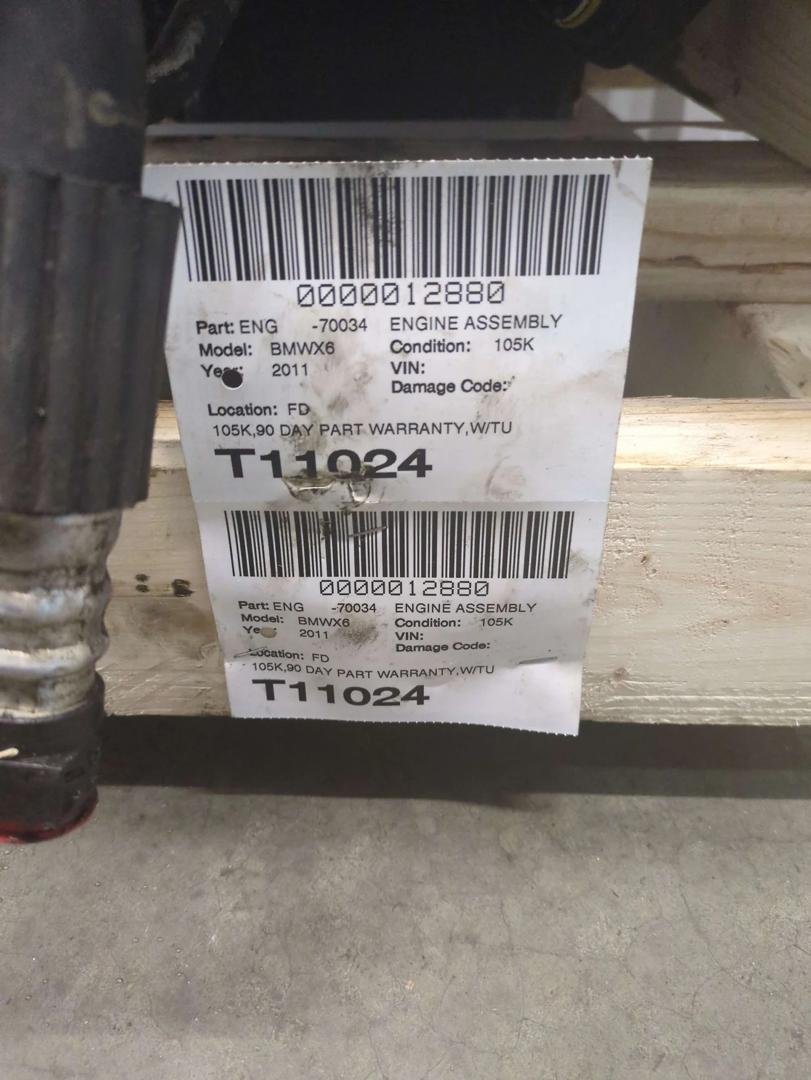 0000012880
Part: ENG -70034 ENGINE ASSEMBLY
Model: BMWX6 Condition: 105K
2011 VIN:
Damage Code:
Location: FD
105K,90 DAY PART WARRANTY,W/TU
T11024
0000012880
Part: ENG -70034 ENGINE ASSEMBLY
Model: BMWX6 Condition: 105K
2011 VIN:
Damage Code:
FD
105K,90 DAY PART WARRANTY,W/TU
T11024